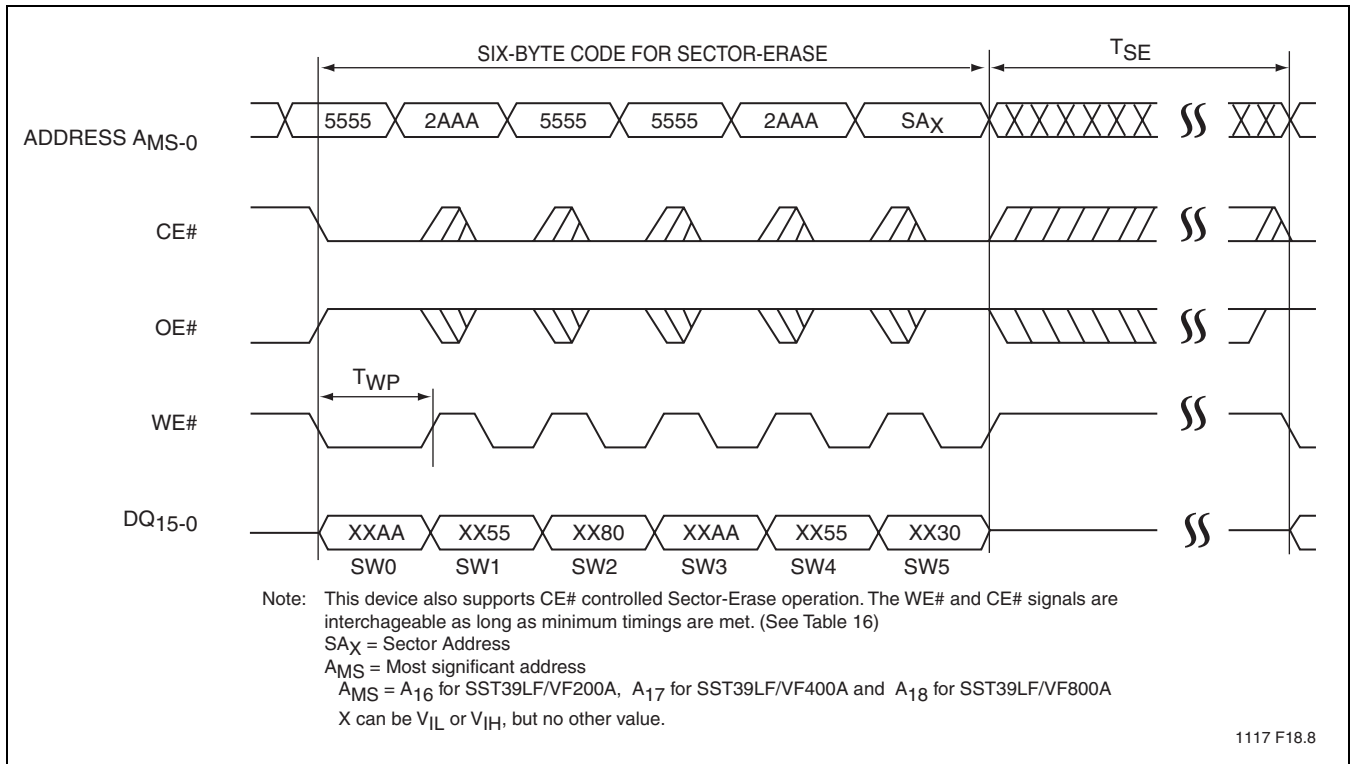 SIX-BYTE CODE FOR SECTOR-ERASE
TSE
ADDRESS AMS-0
5555 2AAA 5555 5555 2AAA SAX
CE#
OE#
TWP
WE#
DQ15-0
XXAA XX55 XX80 XXAA XX55 XX30
SW0 SW1 SW2 SW3 SW4 SW5
Note: This device also supports CE# controlled Sector-Erase operation. The WE# and CE# signals are
interchageable as long as minimum timings are met. (See Table 16)
SAX = Sector Address
AMS = Most significant address
AMS = A16 for SST39LF/VF200A, A17 for SST39LF/VF400A and A18 for SST39LF/VF800A
X can be VIL or VIH, but no other value.
1117 F18.8